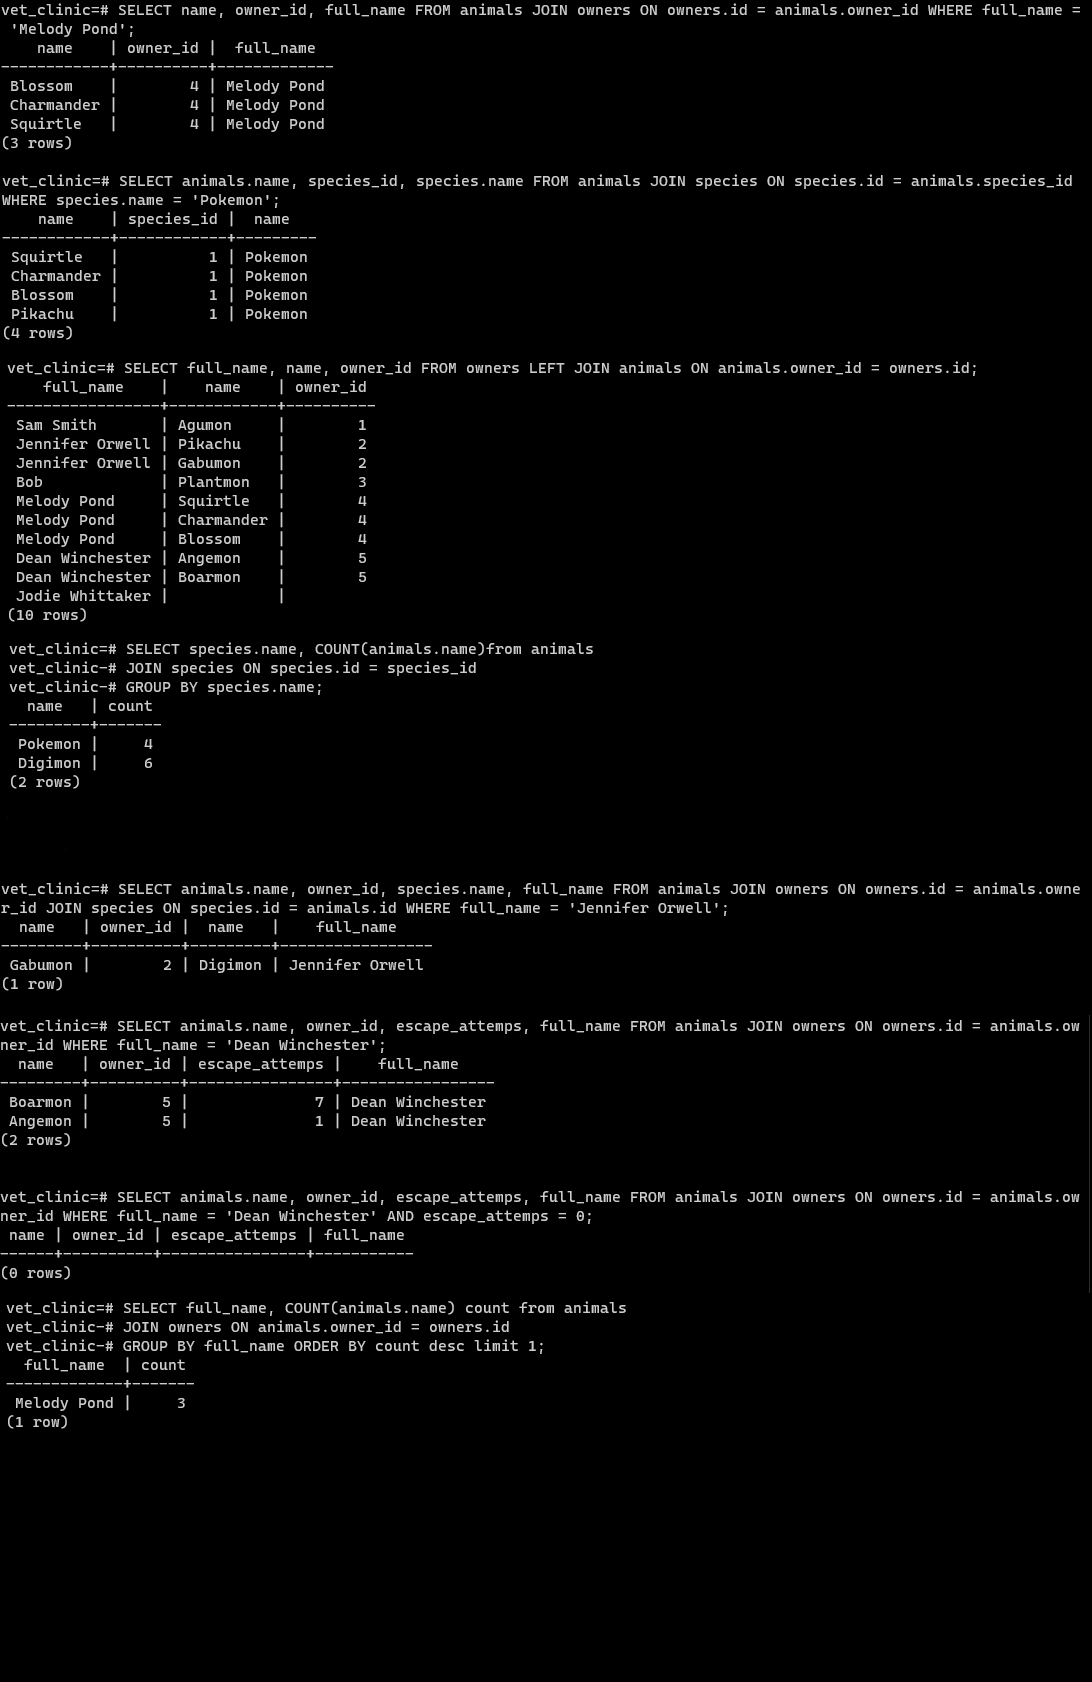 vet_clinic=# SELECT name, owner_id, full_name FROM animals JOIN owners ON owners.id = animals.owner_id WHERE full_name =
 'Melody Pond';
    name    | owner_id |  full_name
------------+----------+-------------
 Blossom    |        4 | Melody Pond
 Charmander |        4 | Melody Pond
 Squirtle   |        4 | Melody Pond
(3 rows)
vet_clinic=# SELECT animals.name, species_id, species.name FROM animals JOIN species ON species.id = animals.species_id
WHERE species.name = 'Pokemon';
    name    | species_id |  name
------------+------------+---------
 Squirtle   |          1 | Pokemon
 Charmander |          1 | Pokemon
 Blossom    |          1 | Pokemon
 Pikachu    |          1 | Pokemon
(4 rows)
vet_clinic=# SELECT full_name, name, owner_id FROM owners LEFT JOIN animals ON animals.owner_id = owners.id;
    full_name    |    name    | owner_id
-----------------+------------+----------
 Sam Smith       | Agumon     |        1
 Jennifer Orwell | Pikachu    |        2
 Jennifer Orwell | Gabumon    |        2
 Bob             | Plantmon   |        3
 Melody Pond     | Squirtle   |        4
 Melody Pond     | Charmander |        4
 Melody Pond     | Blossom    |        4
 Dean Winchester | Angemon    |        5
 Dean Winchester | Boarmon    |        5
 Jodie Whittaker |            |
(10 rows)
vet_clinic=# SELECT species.name, COUNT(animals.name)from animals
vet_clinic-# JOIN species ON species.id = species_id
vet_clinic-# GROUP BY species.name;
  name   | count
---------+-------
 Pokemon |     4
 Digimon |     6
(2 rows)
vet_clinic=# SELECT animals.name, owner_id, species.name, full_name FROM animals JOIN owners ON owners.id = animals.owne
r_id JOIN species ON species.id = animals.id WHERE full_name = 'Jennifer Orwell';
  name   | owner_id |  name   |    full_name
---------+----------+---------+-----------------
 Gabumon |        2 | Digimon | Jennifer Orwell
(1 row)
vet_clinic=# SELECT animals.name, owner_id, escape_attemps, full_name FROM animals JOIN owners ON owners.id = animals.ow
ner_id WHERE full_name = 'Dean Winchester';
  name   | owner_id | escape_attemps |    full_name
---------+----------+----------------+-----------------
 Boarmon |        5 |              7 | Dean Winchester
 Angemon |        5 |              1 | Dean Winchester
(2 rows)
vet_clinic=# SELECT animals.name, owner_id, escape_attemps, full_name FROM animals JOIN owners ON owners.id = animals.ow
ner_id WHERE full_name = 'Dean Winchester' AND escape_attemps = 0;
 name | owner_id | escape_attemps | full_name
------+----------+----------------+-----------
(0 rows)
vet_clinic=# SELECT full_name, COUNT(animals.name) count from animals
vet_clinic-# JOIN owners ON animals.owner_id = owners.id
vet_clinic-# GROUP BY full_name ORDER BY count desc limit 1;
  full_name  | count
-------------+-------
 Melody Pond |     3
(1 row)